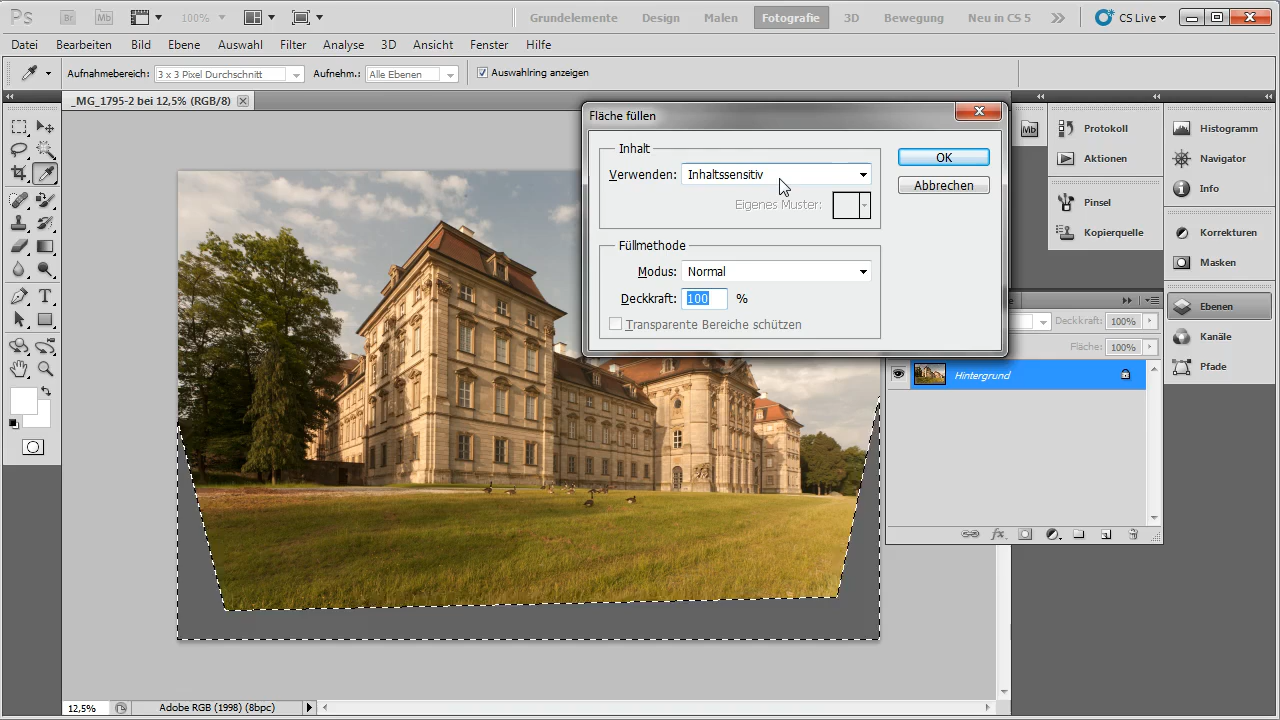 Ps Br Mb 100% Grundelemente Design Malen Fotografie 3D Bewegung Neu in CS 5 CS Live
Datei Bearbeiten Bild Ebene Auswahl Filter Analyse 3D Ansicht Fenster Hilfe
Aufnahmebereich: 3 x 3 Pixel Durchschnitt Aufnehm.: Alle Ebenen Auswahlring anzeigen
_MG_1795-2 bei 12,5% (RGB/8)
Fläche füllen
Inhalt
Verwenden: Inhaltssensitiv
Eigenes Muster:
OK
Abbrechen
Füllmethode
Modus: Normal
Deckkraft: 100 %
Transparente Bereiche schützen
Mb
Protokoll
Aktionen
Pinsel
Kopierquelle
Histogramm
Navigator
Info
Korrekturen
Masken
Ebenen
Kanäle
Pfade
Deckkraft: 100%
Fläche: 100%
Hintergrund
fx
T
12,5% Adobe RGB (1998) (8bpc)